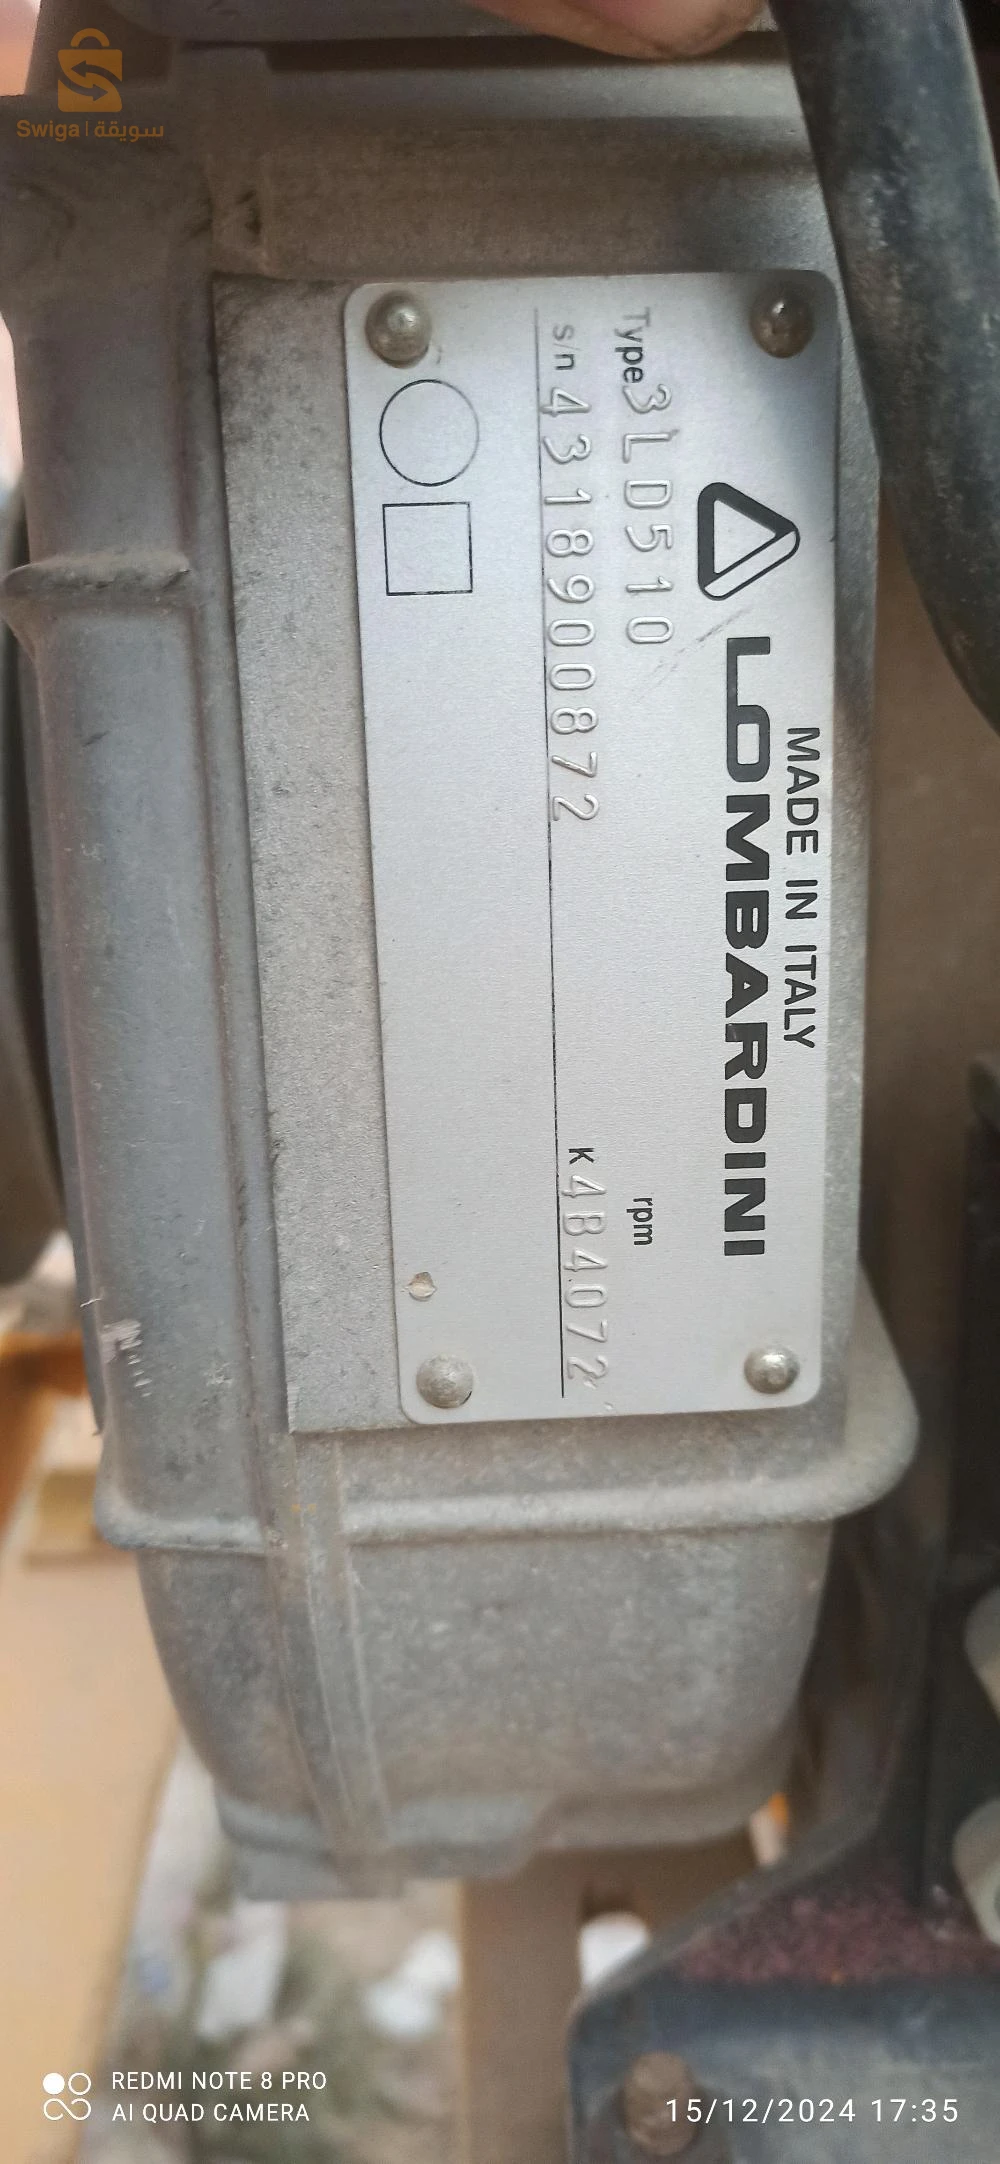 Swiga | سويقة
MADE IN ITALY
LOMBARDINI
Type 3LD510 rpm
s/n 4318900872 K 4B4072
REDMI NOTE 8 PRO
AI QUAD CAMERA
15/12/2024 17:35